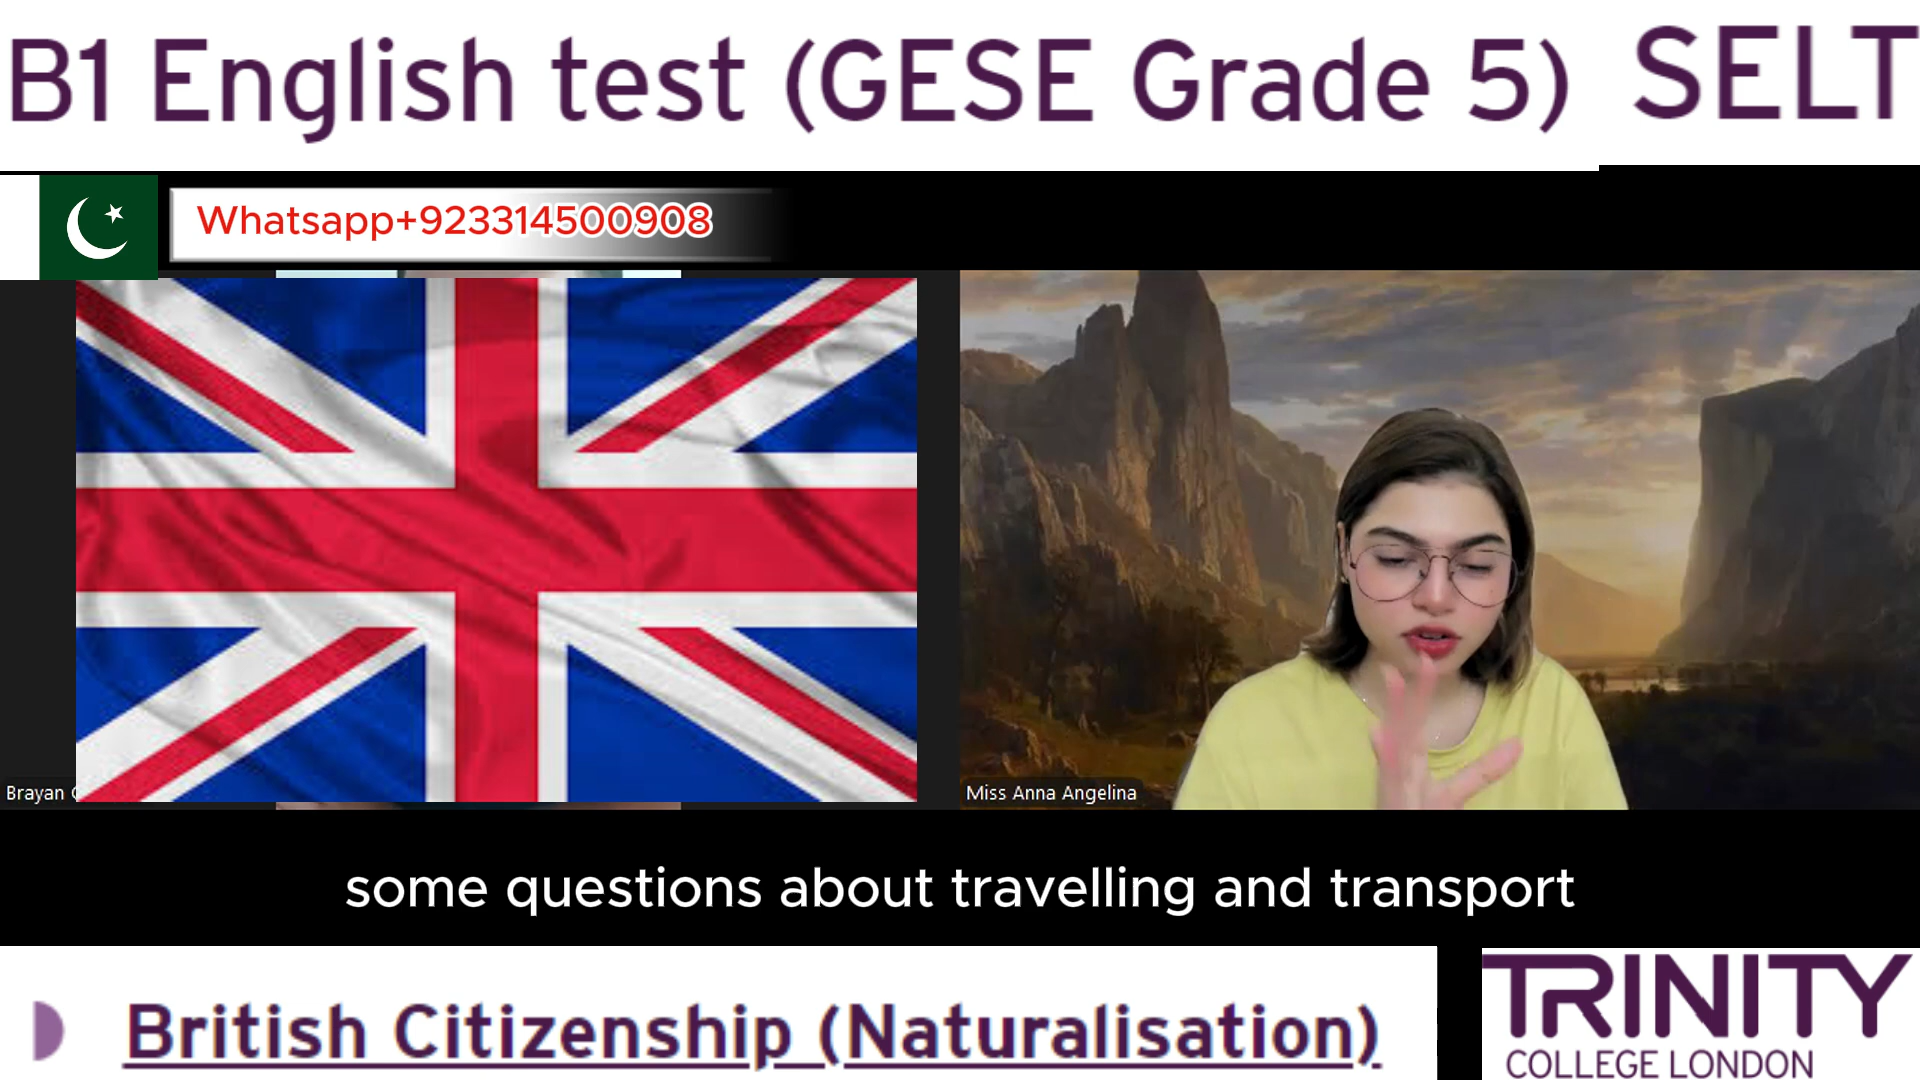 B1 English test (GESE Grade 5) SELT
Whatsapp+923314500908
Brayan
Miss Anna Angelina
some questions about travelling and transport
British Citizenship (Naturalisation)
TRINITY
COLLEGE LONDON